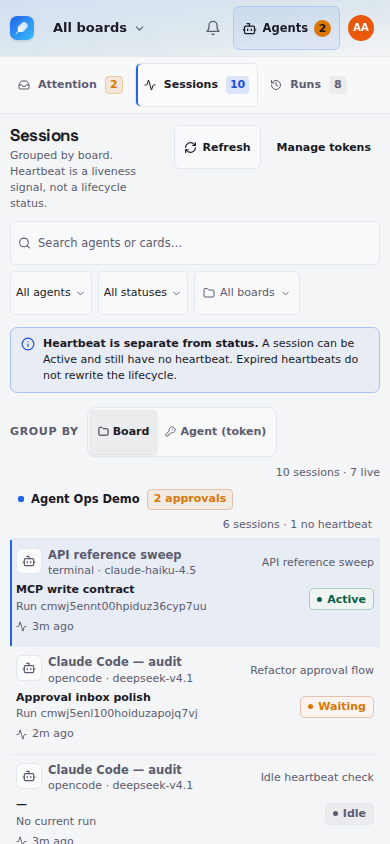 All boards
Agents 2
AA
Attention 2
Sessions 10
Runs 8
Sessions
Grouped by board.
Heartbeat is a liveness
signal, not a lifecycle
status.
Refresh
Manage tokens
Search agents or cards…
All agents
All statuses
All boards
Heartbeat is separate from status. A session can be
Active and still have no heartbeat. Expired heartbeats do
not rewrite the lifecycle.
GROUP BY
Board
Agent (token)
10 sessions · 7 live
Agent Ops Demo 2 approvals
6 sessions · 1 no heartbeat
API reference sweep
terminal · claude-haiku-4.5
API reference sweep
MCP write contract
Run cmwj5ennt00hpiduz36cyp7uu
Active
3m ago
Claude Code — audit
opencode · deepseek-v4.1
Refactor approval flow
Approval inbox polish
Run cmwj5enl100hoiduzapojq7vj
Waiting
2m ago
Claude Code — audit
opencode · deepseek-v4.1
Idle heartbeat check
—
No current run
Idle
3m ago